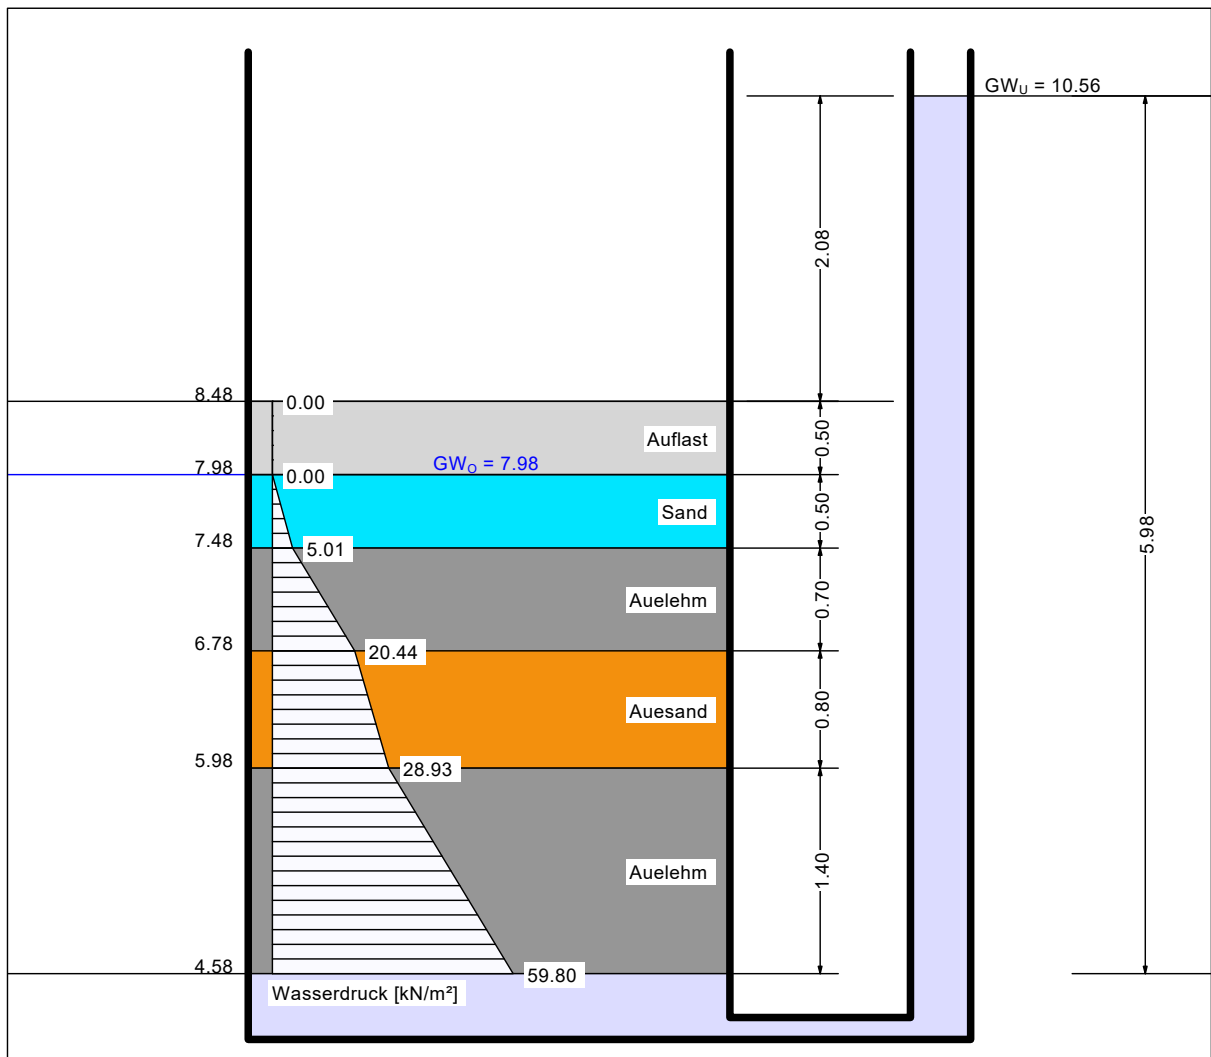 GWU = 10.56
2.08
8.48
0.00
Auflast
0.50
GWO = 7.98
7.98
0.00
Sand
0.50
5.98
7.48
5.01
Auelehm
0.70
6.78
20.44
Auesand
0.80
5.98
28.93
Auelehm
1.40
4.58
59.80
Wasserdruck [kN/m²]